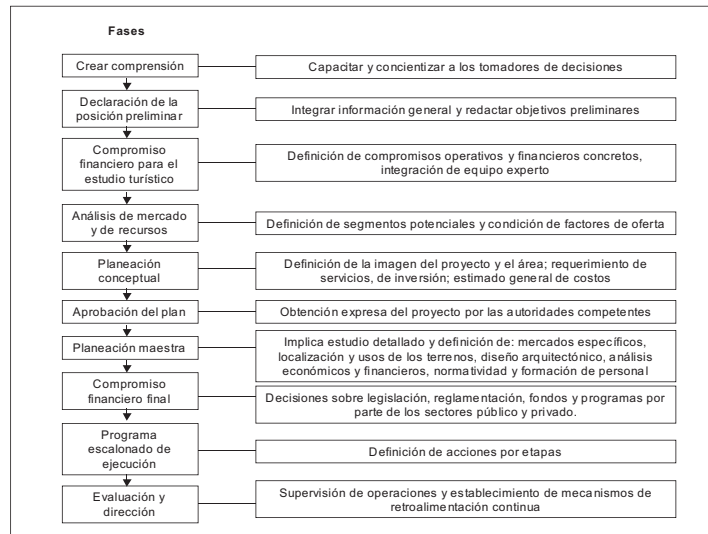 Fases
Crear comprensión
Capacitar y concientizar a los tomadores de decisiones
Declaración de la
posición preliminar
Integrar información general y redactar objetivos preliminares
Compromiso
financiero para el
estudio turístico
Definición de compromisos operativos y financieros concretos,
integración de equipo experto
Análisis de mercado
y de recursos
Definición de segmentos potenciales y condición de factores de oferta
Planeación
conceptual
Definición de la imagen del proyecto y el área; requerimiento de
servicios, de inversión; estimado general de costos
Aprobación del plan
Obtención expresa del proyecto por las autoridades competentes
Planeación maestra
Implica estudio detallado y definición de: mercados específicos,
localización y usos de los terrenos, diseño arquitectónico, análisis
económicos y financieros, normatividad y formación de personal
Compromiso
financiero final
Decisiones sobre legislación, reglamentación, fondos y programas por
parte de los sectores público y privado.
Programa
escalonado de
ejecución
Definición de acciones por etapas
Evaluación y
dirección
Supervisión de operaciones y establecimiento de mecanismos de
retroalimentación continua